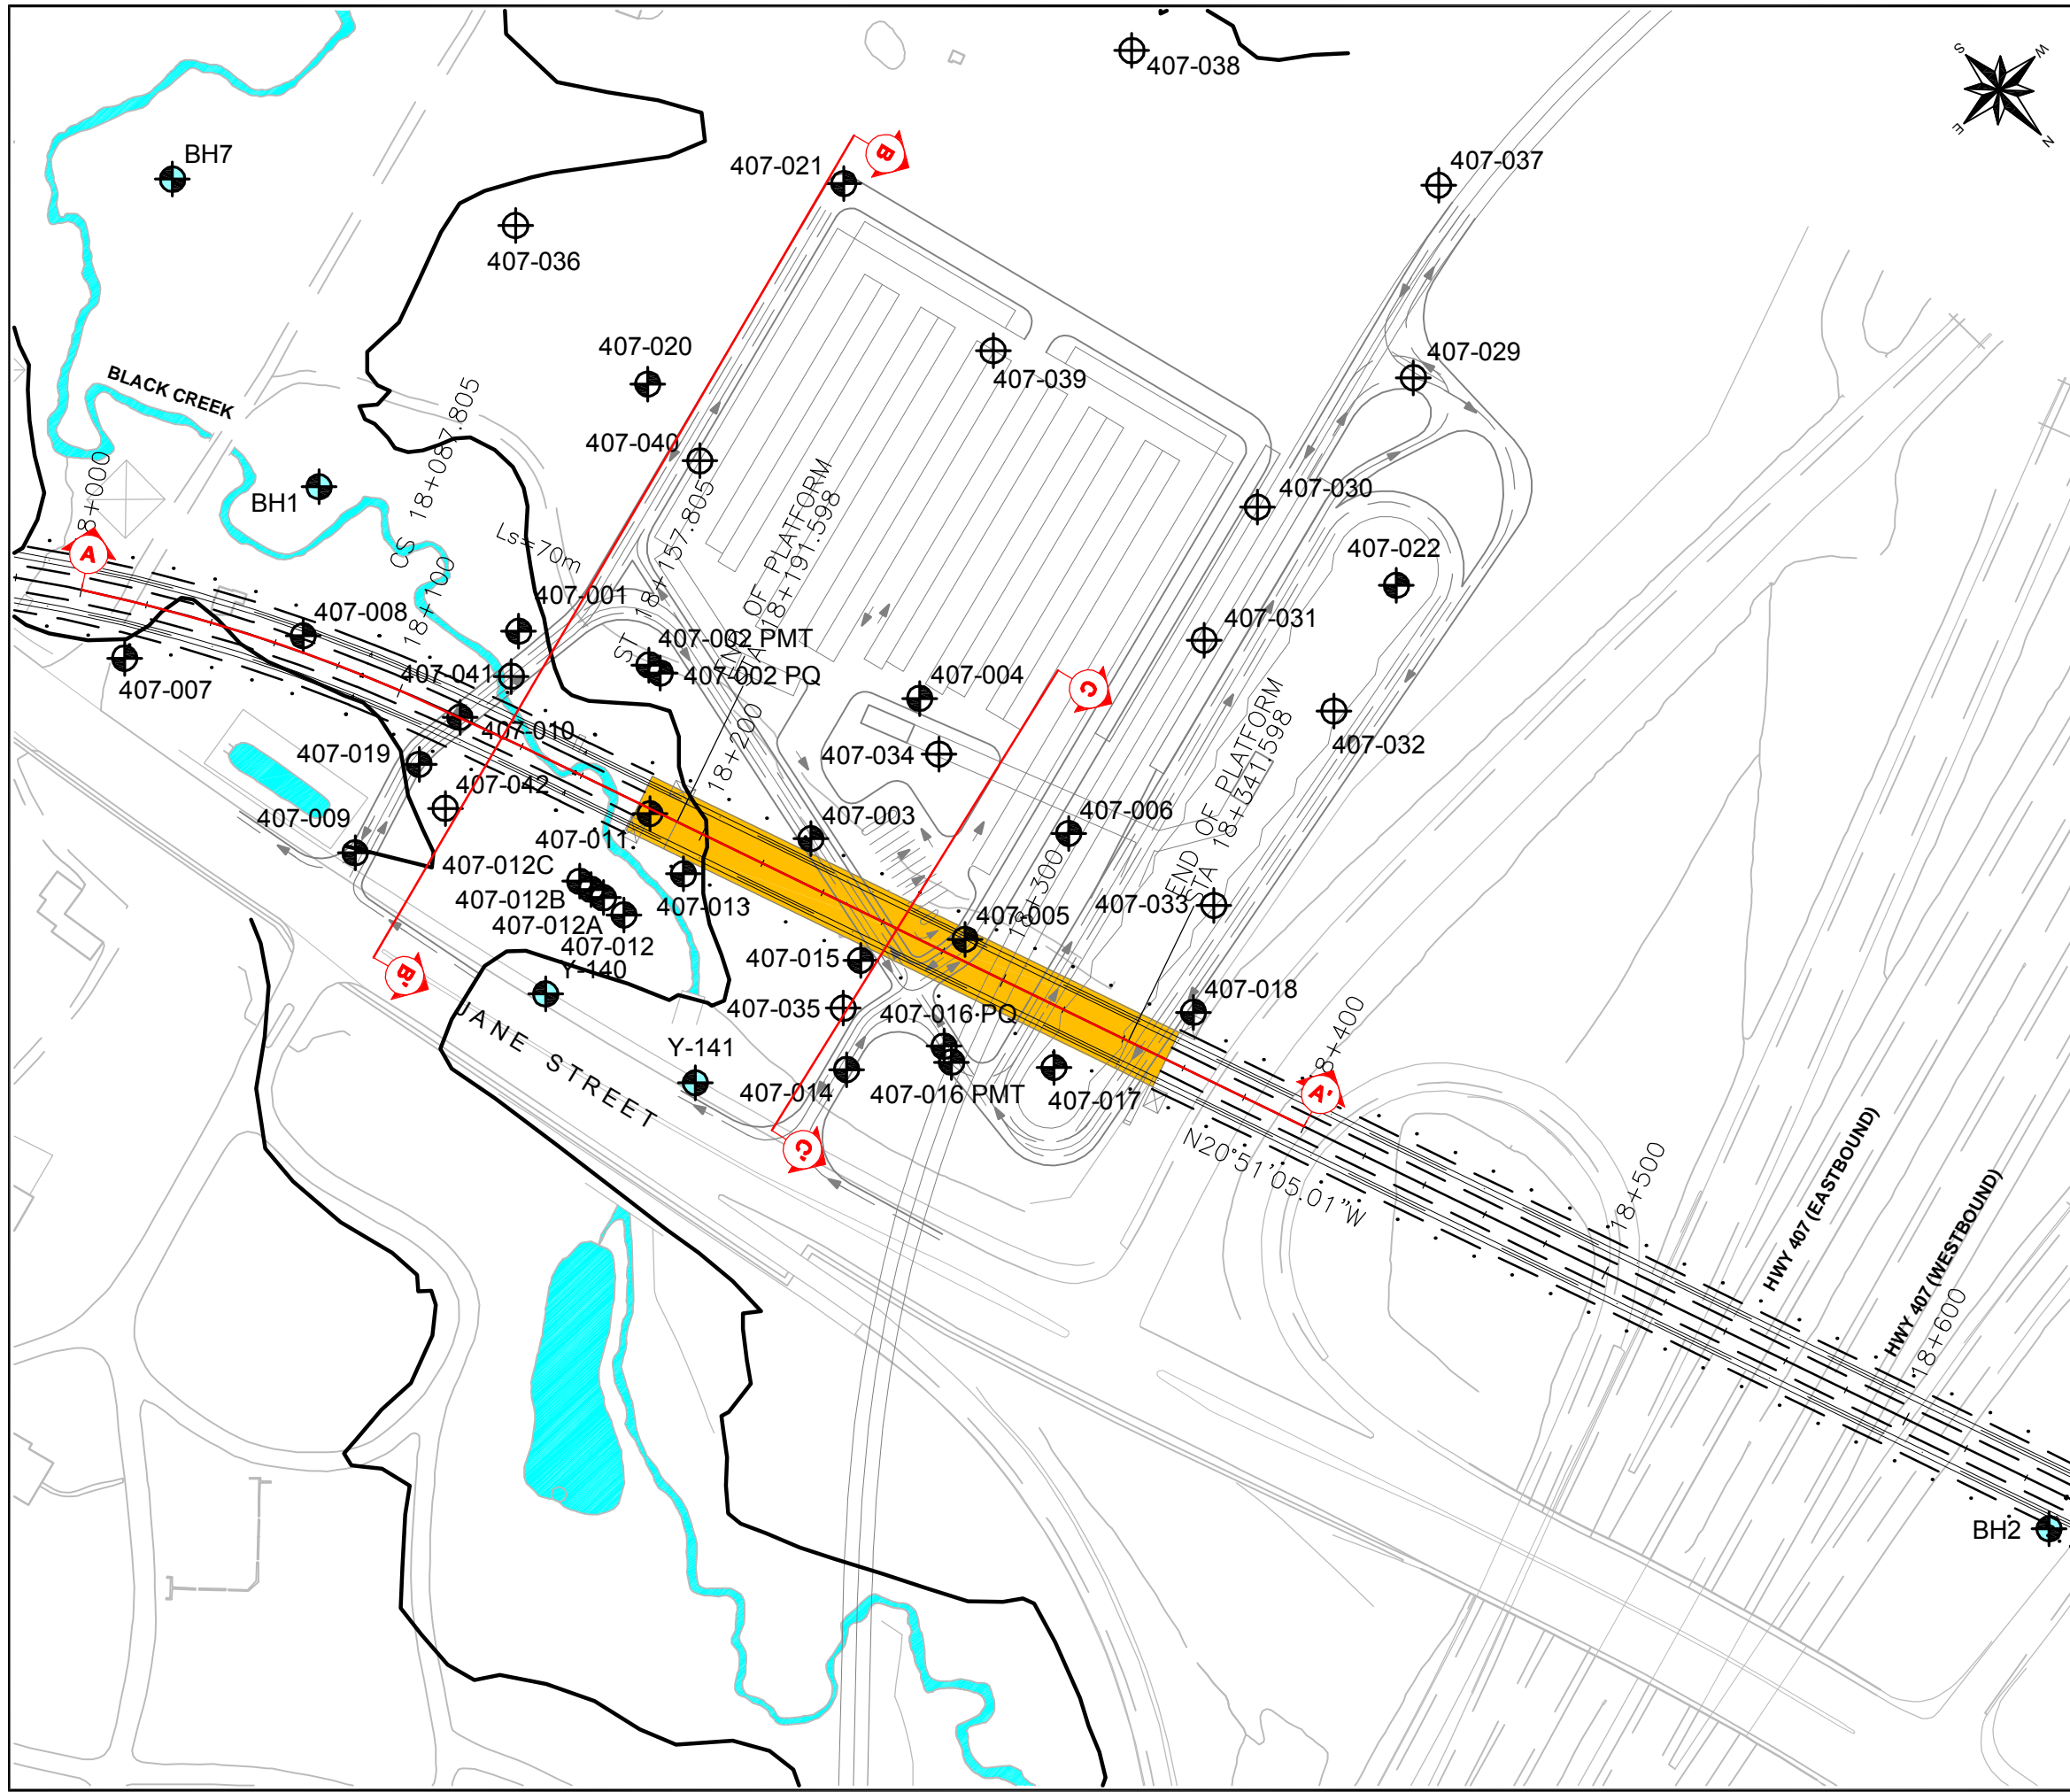 407-038
S
W
E
N
BH7
407-021
B
407-037
407-036
407-020
407-039
407-029
BLACK CREEK
407-040
BH1
407-030
407-022
18+000
CS 18+087.805
Ls=70m
ST 18+157.805
END OF PLATFORM
STA 18+191.598
A
407-008
18+100
407-001
407-002 PMT
407-002 PQ
407-041
407-007
407-004
C
407-031
407-032
407-010
407-019
407-042
407-034
18+200
407-009
407-011
407-003
407-006
END OF PLATFORM
STA 18+341.598
407-012C
407-012B
407-012A
407-012
407-013
407-033
407-005
18+300
407-015
B'
Y-140
407-035
407-016 PQ
407-018
JANE STREET
Y-141
407-014
407-016 PMT
407-017
18+400
A'
C'
N20°51'05.01"W
18+500
HWY 407 (EASTBOUND)
HWY 407 (WESTBOUND)
18+600
BH2